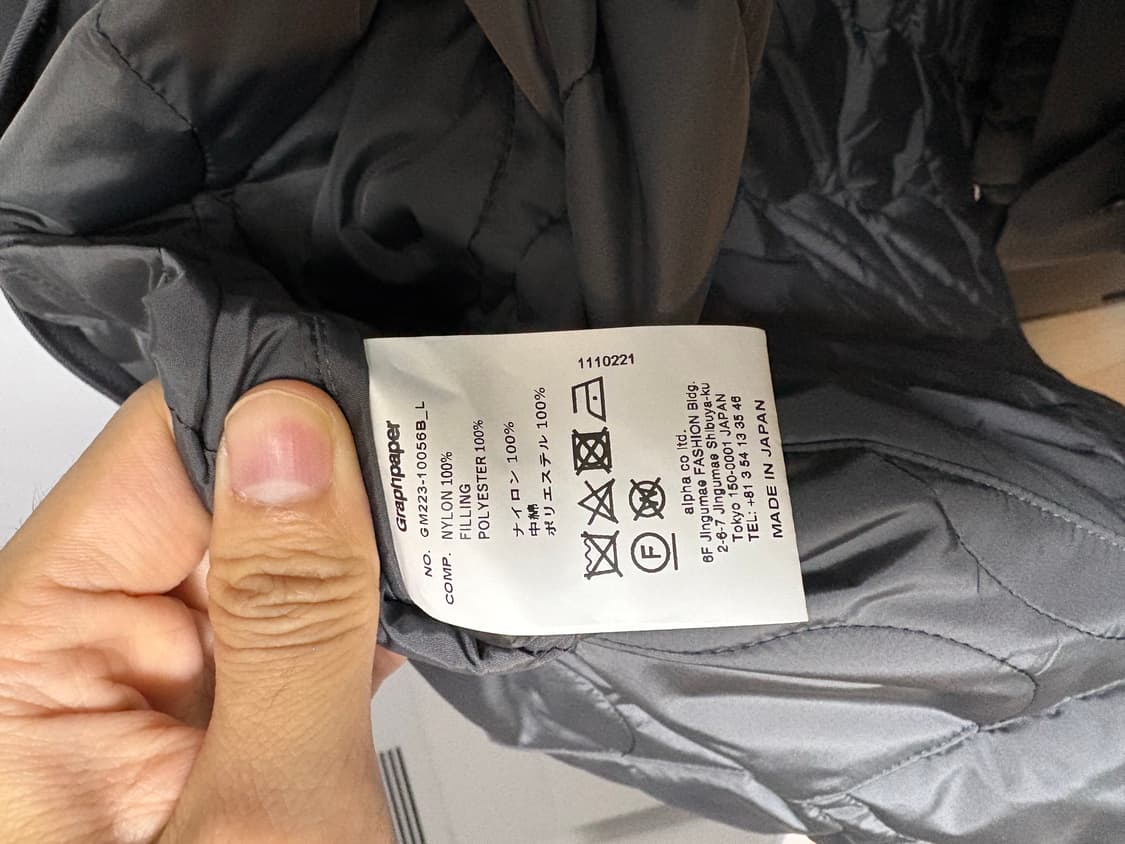 Graphpaper
NO. GM223-10056B_L
COMP. NYLON 100%
FILLING
POLYESTER 100%
ナイロン 100%
中綿
ポリエステル 100%
1110221
F
W
alpha co ltd.
6F Jingumae FASHION Bldg.
2-6-7 Jingumae Shibuya-ku
Tokyo 150-0001 JAPAN
TEL: +81 3 54 13 35 46
MADE IN JAPAN